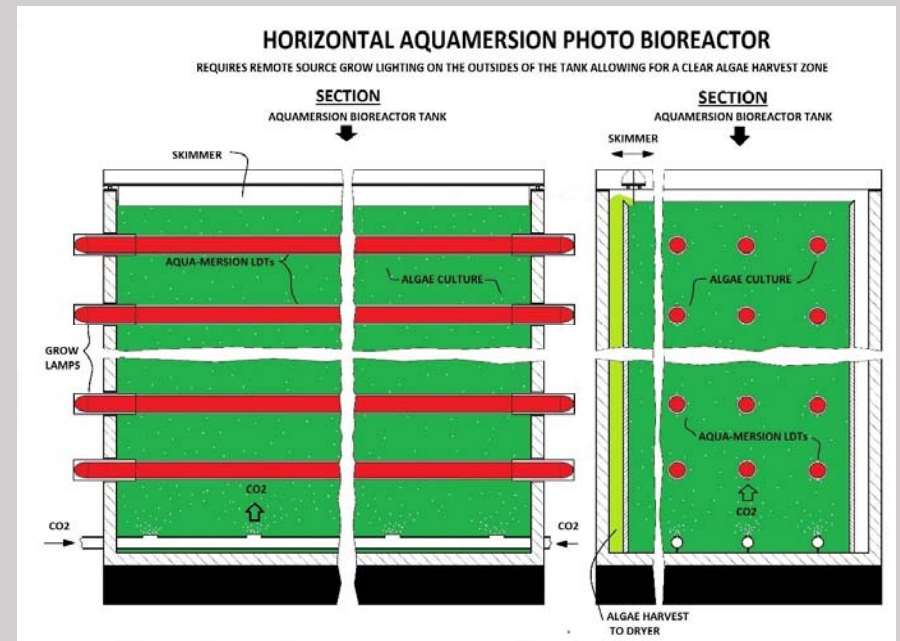 HORIZONTAL AQUAMERSION PHOTO BIOREACTOR
REQUIRES REMOTE SOURCE GROW LIGHTING ON THE OUTSIDES OF THE TANK ALLOWING FOR A CLEAR ALGAE HARVEST ZONE
SECTION
AQUAMERSION BIOREACTOR TANK
SKIMMER
AQUA-MERSION LDTs
ALGAE CULTURE
GROW
LAMPS
CO2
CO2
CO2
SECTION
AQUAMERSION BIOREACTOR TANK
SKIMMER
ALGAE CULTURE
AQUA-MERSION LDTs
CO2
ALGAE HARVEST
TO DRYER